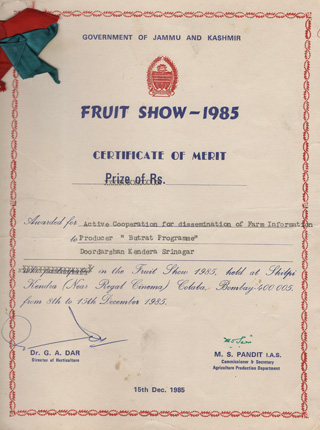 GOVERNMENT OF JAMMU AND KASHMIR
FRUIT SHOW-1985
CERTIFICATE OF MERIT
Prize of Rs.
Awarded for Active Cooperation for dissemination of Farm Information
to Producer " Butrat Programme"
Doordarshan Kendera Srinagar
in the Fruit Show 1985, held at Shilpi
Kendra (Near Regal Cinema) Colaba, Bombay-400 005.
from 8th to 15th December 1985.
Dr. G. A. DAR
Director of Horticulture
M. S. PANDIT I.A.S.
Commissioner & Secretary
Agriculture Production Department
15th Dec. 1985